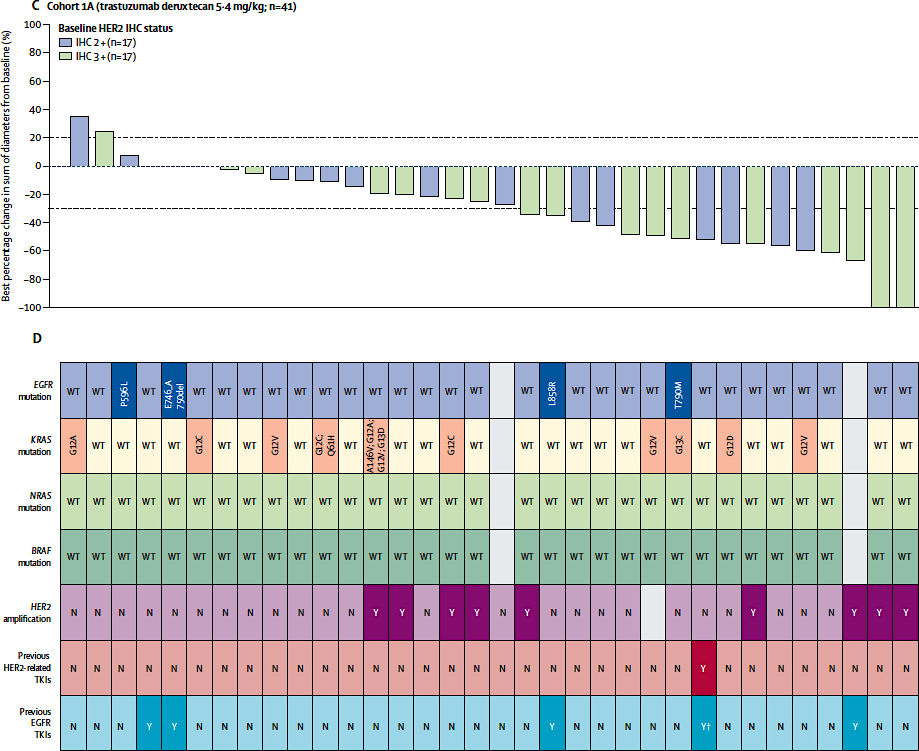 C Cohort 1A (trastuzumab deruxtecan 5·4 mg/kg; n=41)
Best percentage change in sum of diameters from baseline (%)
100
80
60
40
20
0
−20
−40
−60
−80
−100
Baseline HER2 IHC status
IHC 2+ (n=17)
IHC 3+ (n=17)
D
EGFR
mutation
WT WT P596L WT E746_A
750del WT WT WT WT WT WT WT WT WT WT WT WT WT L858R WT WT WT WT T790M WT WT WT WT WT WT WT WT
KRAS
mutation
G12A WT WT WT WT G12C WT WT G12V WT G12C;
Q61H WT A146V; G12A;
G12V; G13D WT WT G12C WT WT WT WT WT WT G12V G13C WT G12D WT WT G12V WT WT WT
NRAS
mutation
WT WT WT WT WT WT WT WT WT WT WT WT WT WT WT WT WT WT WT WT WT WT WT WT WT WT WT WT WT WT WT WT
BRAF
mutation
WT WT WT WT WT WT WT WT WT WT WT WT WT WT WT WT WT WT WT WT WT WT WT WT WT WT WT WT WT WT WT WT
HER2
amplification
N N N N N N N N N N N N Y Y N Y Y N Y N N N N N N N Y N N N Y Y Y
Previous
HER2-related
TKIs
N N N N N N N N N N N N N N N N N N N N N N N N N Y N N N N N N N N
Previous
EGFR
TKIs
N N N Y Y N N N N N N N N N N N N N N Y N N N N N Y† N N N N N Y N N